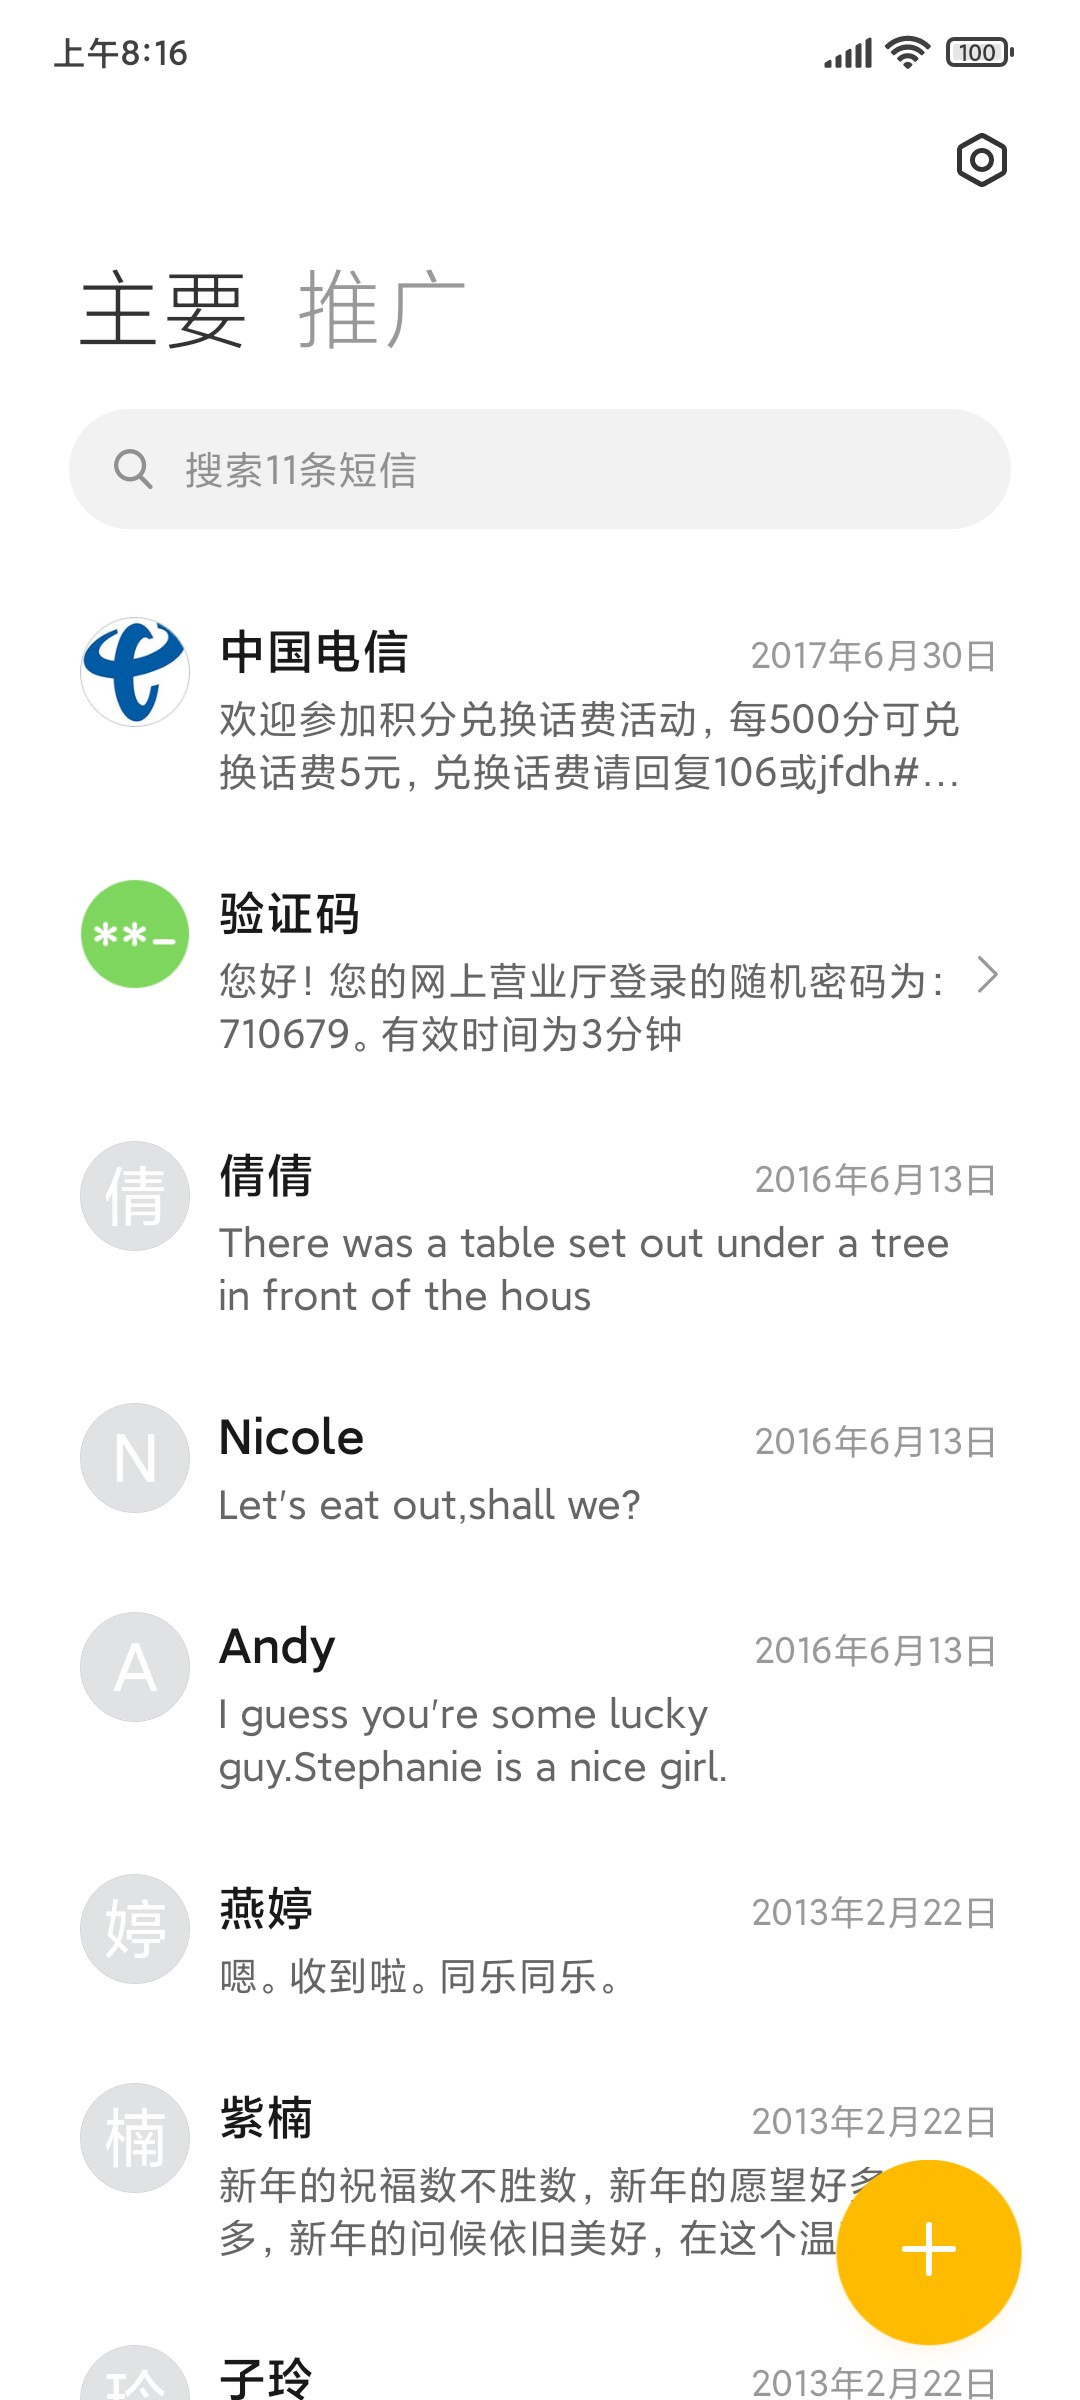 上午8:16
100
主要 推广
搜索11条短信
中国电信 2017年6月30日
欢迎参加积分兑换话费活动，每500分可兑
换话费5元，兑换话费请回复106或jfdh#...
**_
验证码
您好！您的网上营业厅登录的随机密码为：
710679。有效时间为3分钟
倩
倩倩 2016年6月13日
There was a table set out under a tree
in front of the hous
N
Nicole 2016年6月13日
Let's eat out,shall we?
A
Andy 2016年6月13日
I guess you're some lucky
guy.Stephanie is a nice girl.
婷
燕婷 2013年2月22日
嗯。收到啦。同乐同乐。
楠
紫楠 2013年2月22日
新年的祝福数不胜数，新年的愿望好多
多，新年的问候依旧美好，在这个温
玲
子玲 2013年2月22日